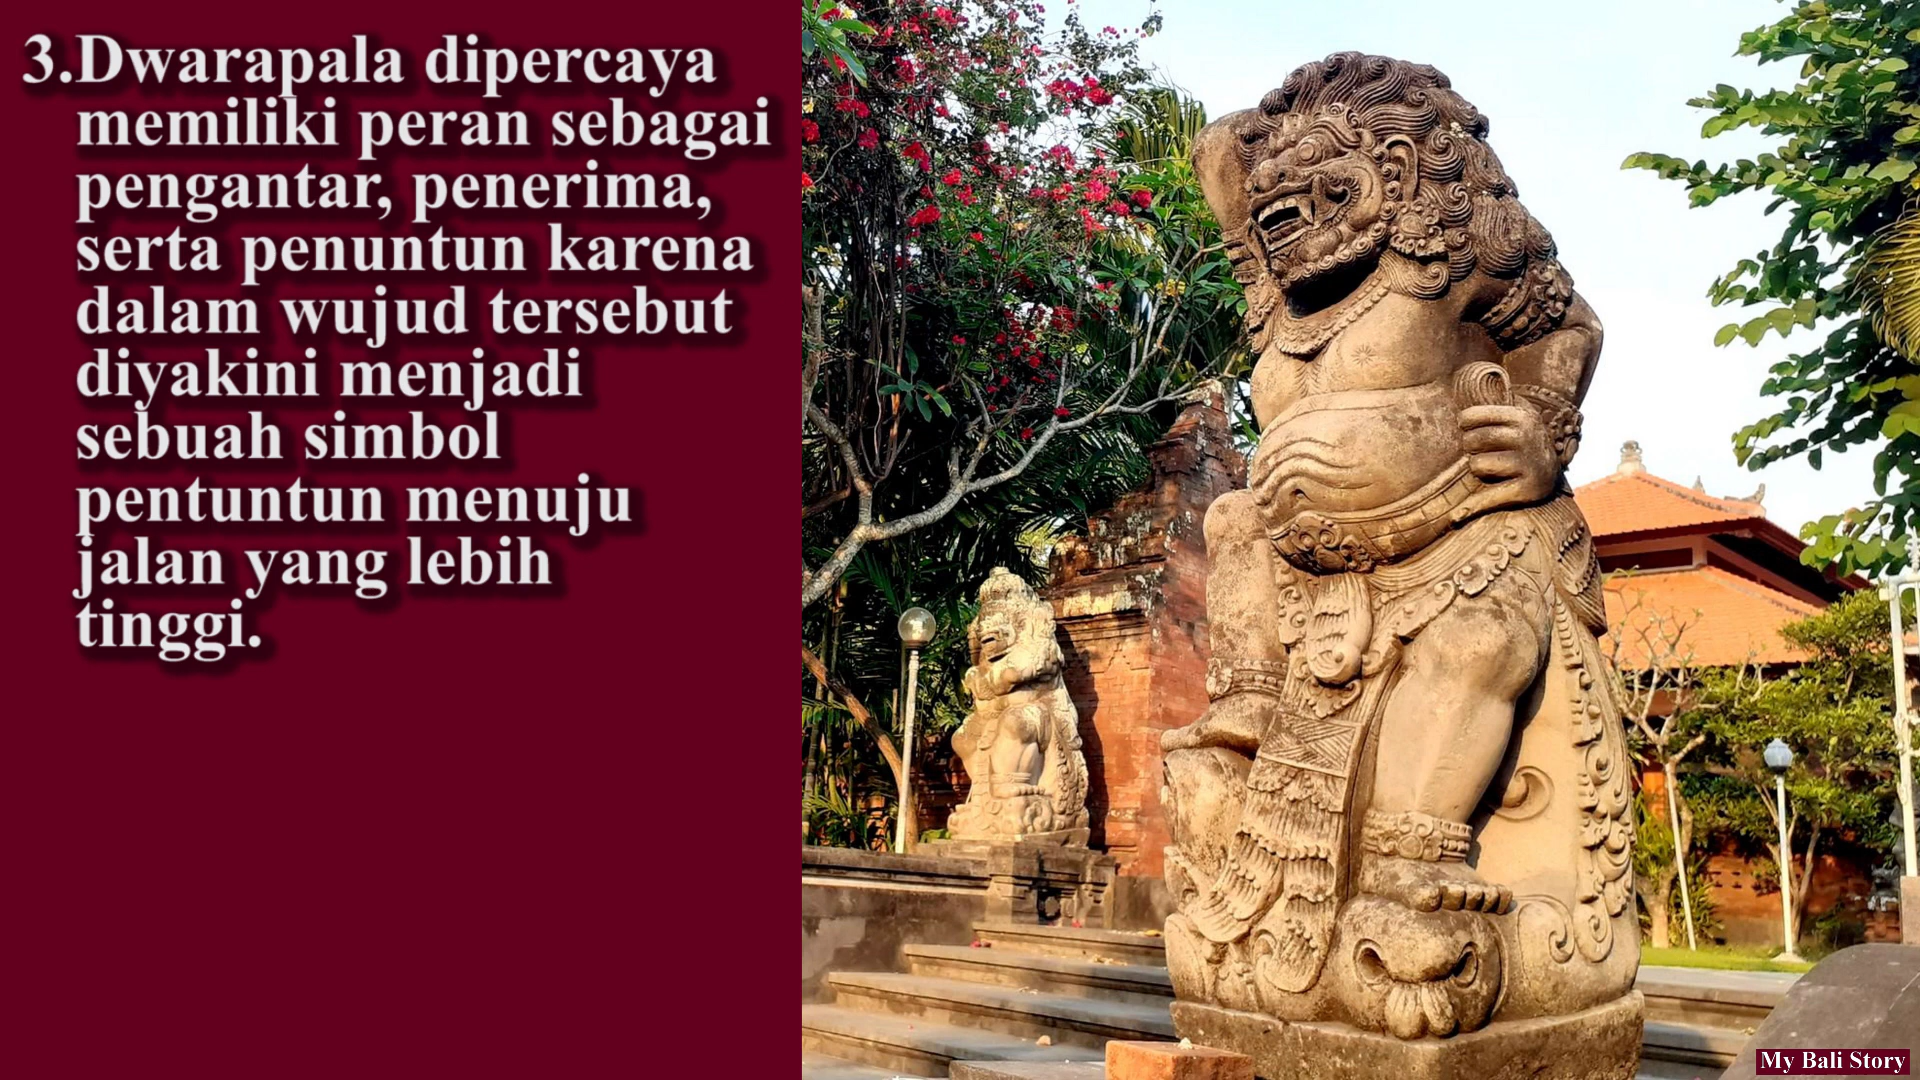 3.Dwarapala dipercaya
memiliki peran sebagai
pengantar, penerima,
serta penuntun karena
dalam wujud tersebut
diyakini menjadi
sebuah simbol
pentuntun menuju
jalan yang lebih
tinggi.
My Bali Story